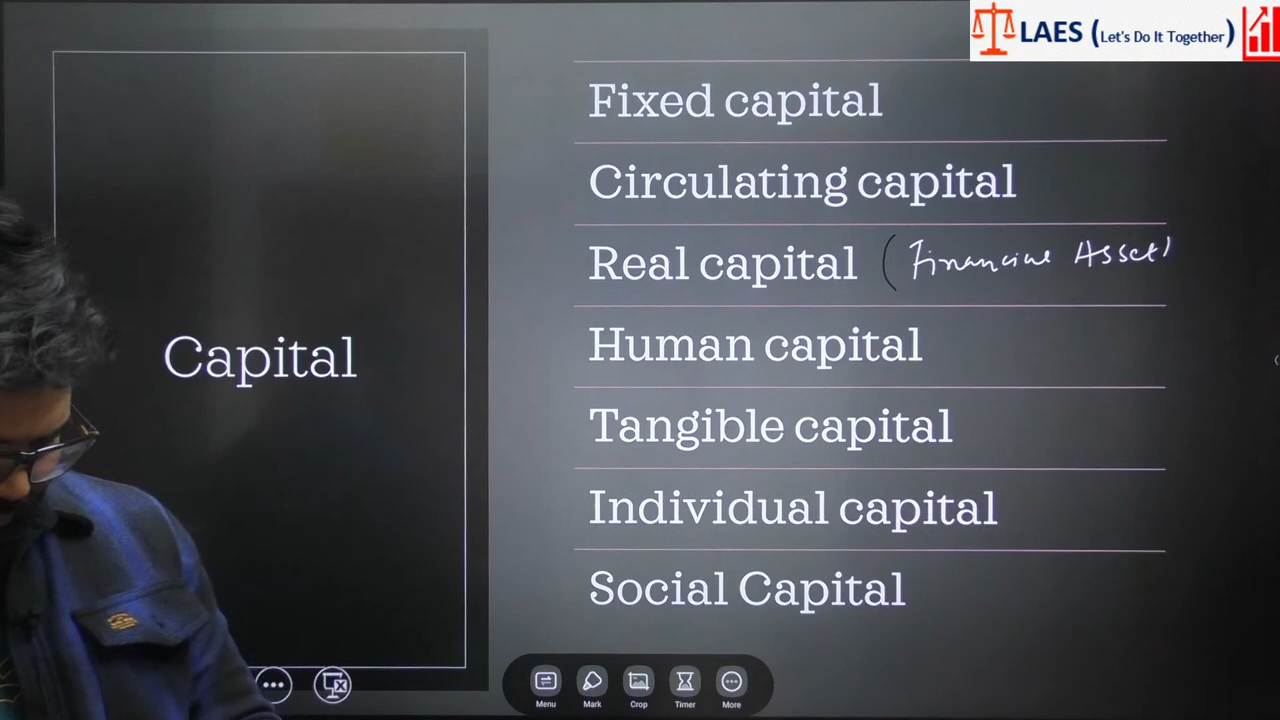 LAES (Let's Do It Together)
Fixed capital
Circulating capital
Real capital (Financial Asset)
Human capital
Tangible capital
Individual capital
Social Capital
Capital
Menu Mark Crop Timer More